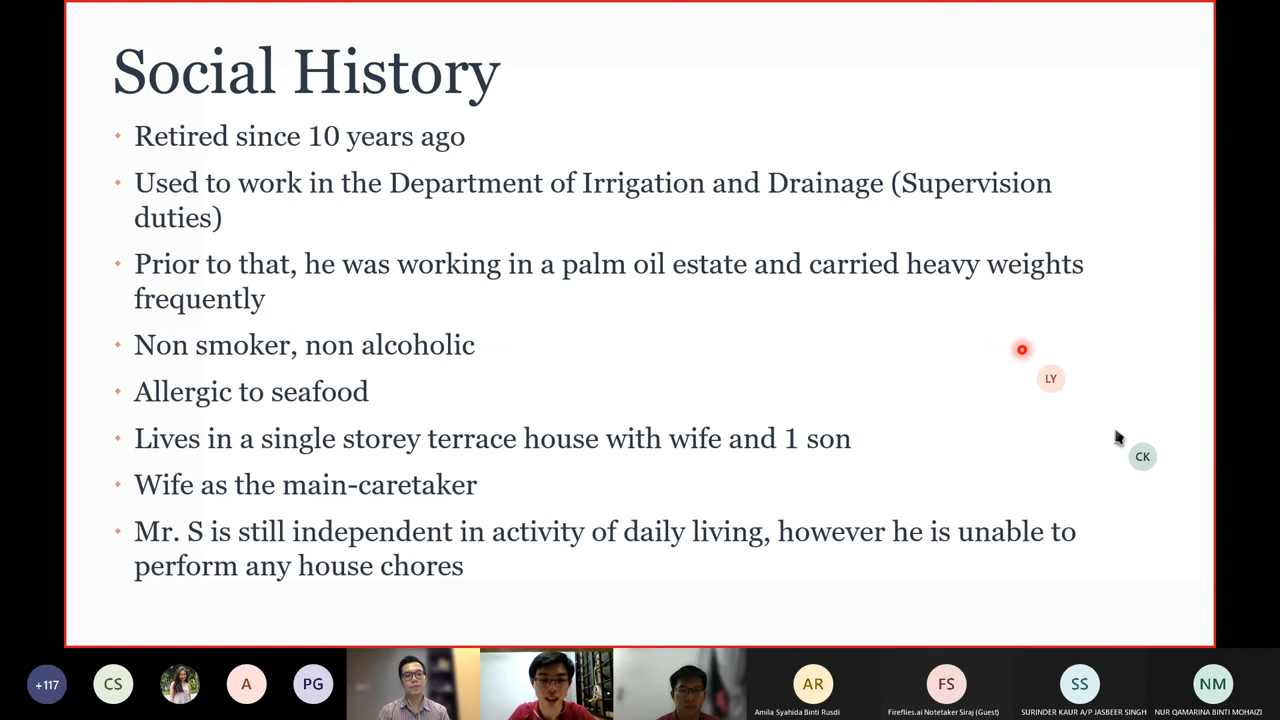 Social History
Retired since 10 years ago
Used to work in the Department of Irrigation and Drainage (Supervision
duties)
Prior to that, he was working in a palm oil estate and carried heavy weights
frequently
Non smoker, non alcoholic
Allergic to seafood
Lives in a single storey terrace house with wife and 1 son
Wife as the main-caretaker
Mr. S is still independent in activity of daily living, however he is unable to
perform any house chores
LY
CK
+117
CS
A
PG
AR
FS
SS
NM
Amila Syahida Binti Rusdi
Fireflies.ai Notetaker Siraj (Guest)
SURINDER KAUR A/P JASBEER SINGH
NUR QAMARINA BINTI MOHAIZI